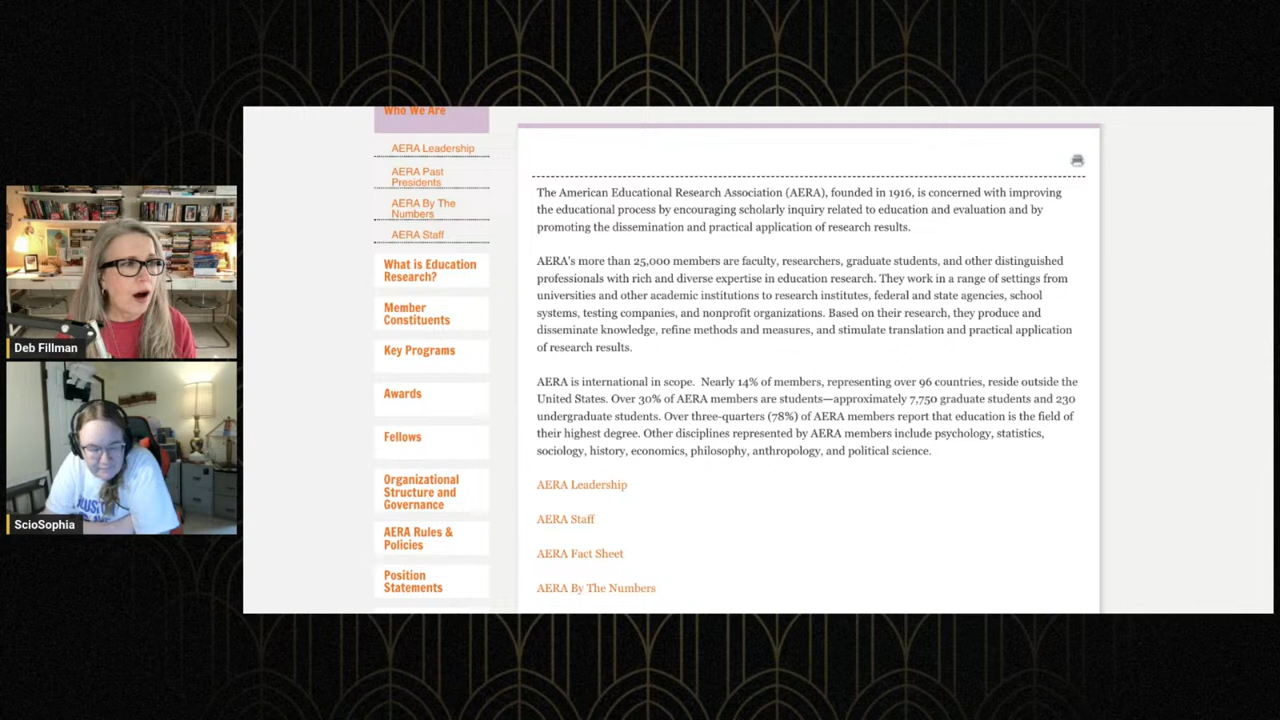 Who We Are
AERA Leadership
AERA Past
Presidents
AERA By The
Numbers
AERA Staff
What is Education
Research?
Member
Constituents
Key Programs
Awards
Fellows
Organizational
Structure and
Governance
AERA Rules &
Policies
Position
Statements
The American Educational Research Association (AERA), founded in 1916, is concerned with improving
the educational process by encouraging scholarly inquiry related to education and evaluation and by
promoting the dissemination and practical application of research results.
AERA's more than 25,000 members are faculty, researchers, graduate students, and other distinguished
professionals with rich and diverse expertise in education research. They work in a range of settings from
universities and other academic institutions to research institutes, federal and state agencies, school
systems, testing companies, and nonprofit organizations. Based on their research, they produce and
disseminate knowledge, refine methods and measures, and stimulate translation and practical application
of research results.
AERA is international in scope.  Nearly 14% of members, representing over 96 countries, reside outside the
United States. Over 30% of AERA members are students—approximately 7,750 graduate students and 230
undergraduate students. Over three-quarters (78%) of AERA members report that education is the field of
their highest degree. Other disciplines represented by AERA members include psychology, statistics,
sociology, history, economics, philosophy, anthropology, and political science.
AERA Leadership
AERA Staff
AERA Fact Sheet
AERA By The Numbers
Deb Fillman
ScioSophia